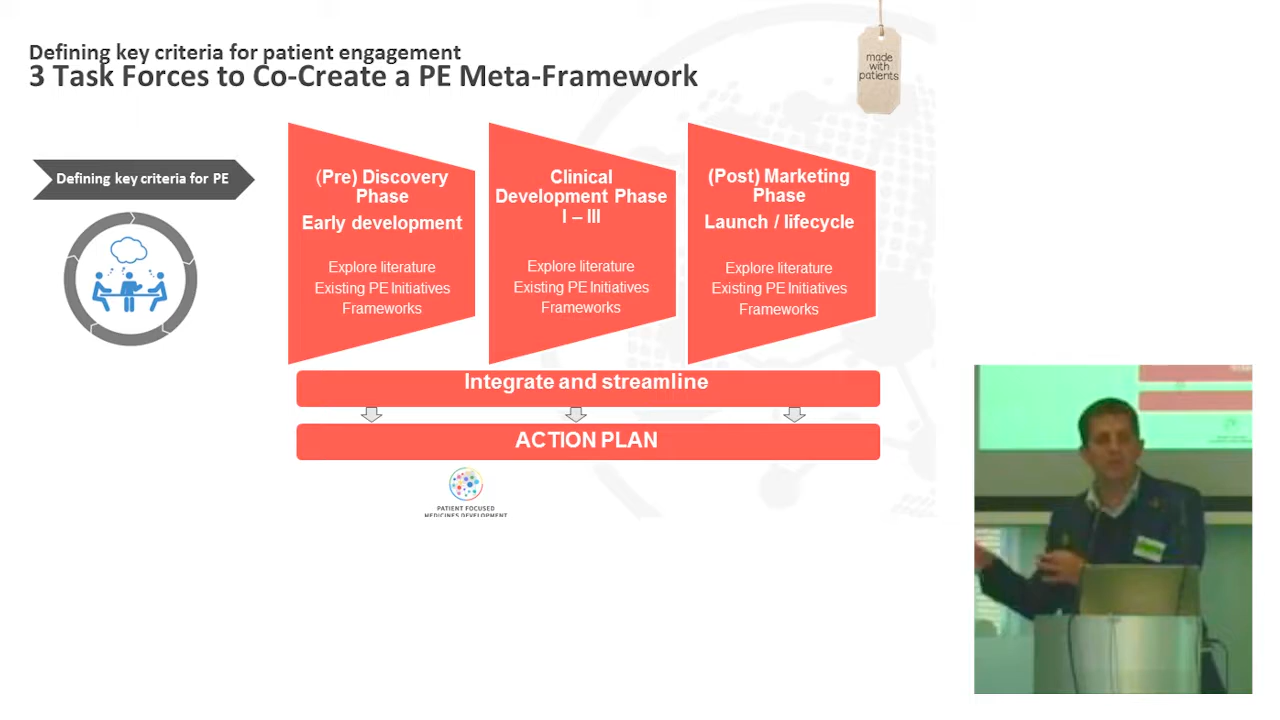 Defining key criteria for patient engagement
3 Task Forces to Co-Create a PE Meta-Framework
made
with
patients
Defining key criteria for PE
(Pre) Discovery
Phase
Early development
Explore literature
Existing PE Initiatives
Frameworks
Clinical
Development Phase
I – III
Explore literature
Existing PE Initiatives
Frameworks
(Post) Marketing
Phase
Launch / lifecycle
Explore literature
Existing PE Initiatives
Frameworks
Integrate and streamline
ACTION PLAN
PATIENT FOCUSED
MEDICINES DEVELOPMENT